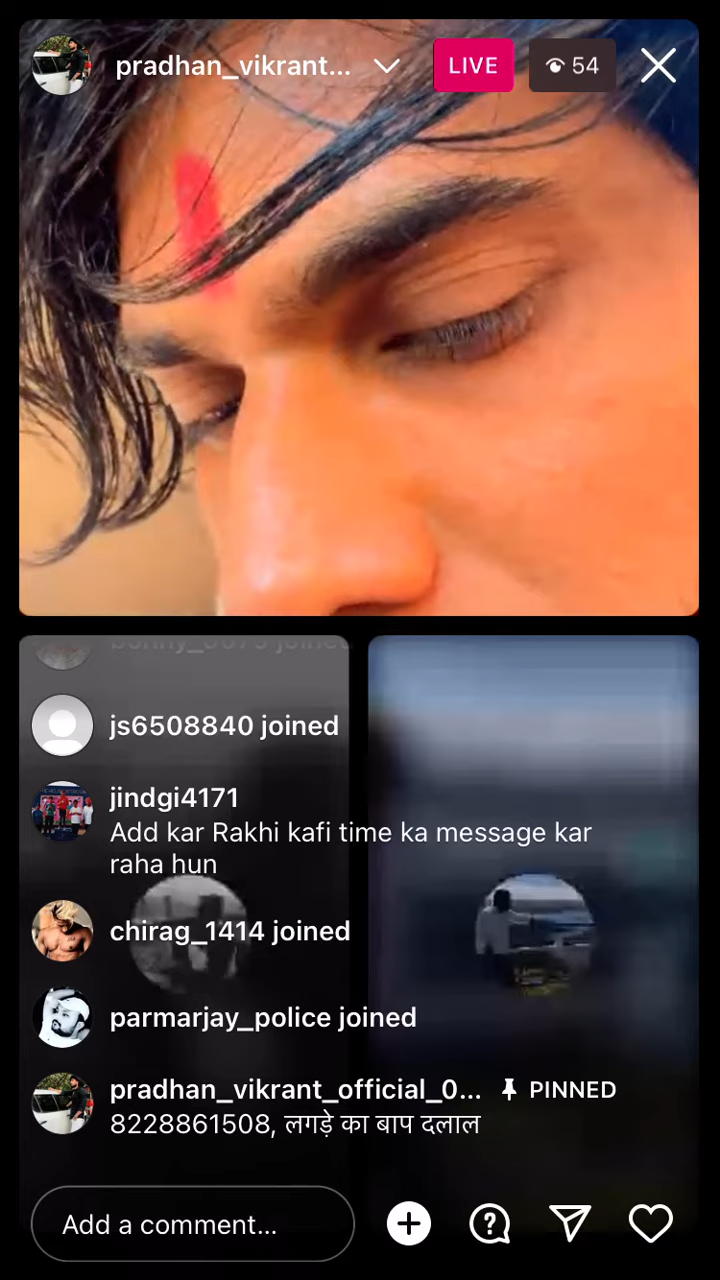 pradhan_vikrant...
LIVE
54
js6508840 joined
jindgi4171
Add kar Rakhi kafi time ka message kar
raha hun
chirag_1414 joined
parmarjay_police joined
pradhan_vikrant_official_0... PINNED
8228861508, लगड़े का बाप दलाल
Add a comment...